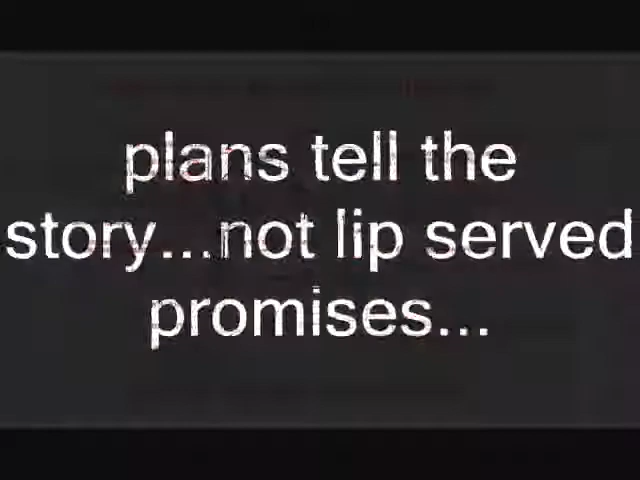 plans tell the
story...not lip served
promises...